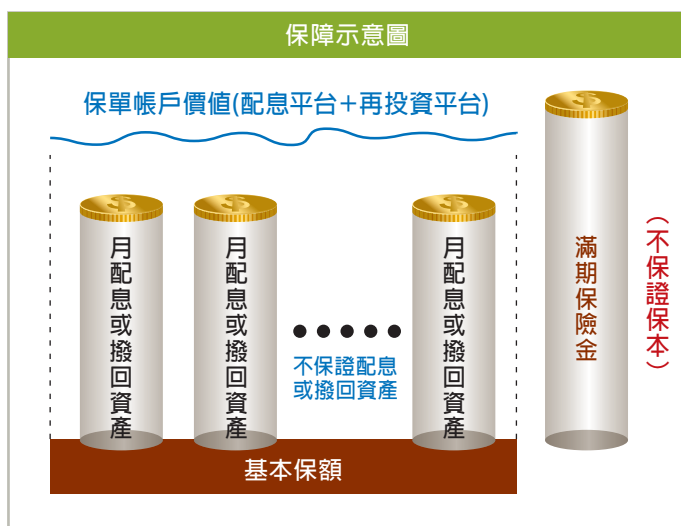 保障示意圖
保單帳戶價值(配息平台＋再投資平台)
$
$
$
$
月配息或撥回資產
月配息或撥回資產
不保證配息
或撥回資產
月配息或撥回資產
滿期保險金
（不保證保本）
基本保額